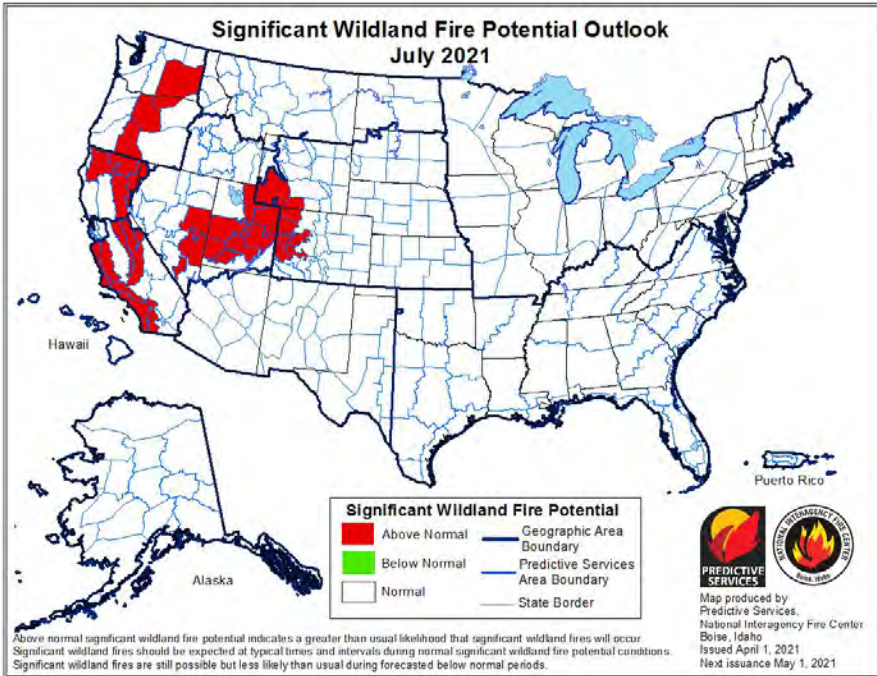 Significant Wildland Fire Potential Outlook
July 2021
Hawaii
Alaska
Puerto Rico
Significant Wildland Fire Potential
Above Normal
Below Normal
Normal
Geographic Area
Boundary
Predictive Services
Area Boundary
State Border
PREDICTIVE
SERVICES
NATIONAL INTERAGENCY FIRE CENTER
Boise, Idaho
Map produced by
Predictive Services,
National Interagency Fire Center
Boise, Idaho
Issued April 1, 2021
Next issuance May 1, 2021
Above normal significant wildland fire potential indicates a greater than usual likelihood that significant wildland fires will occur.
Significant wildland fires should be expected at typical times and intervals during normal significant wildland fire potential conditions.
Significant wildland fires are still possible but less likely than usual during forecasted below normal periods.